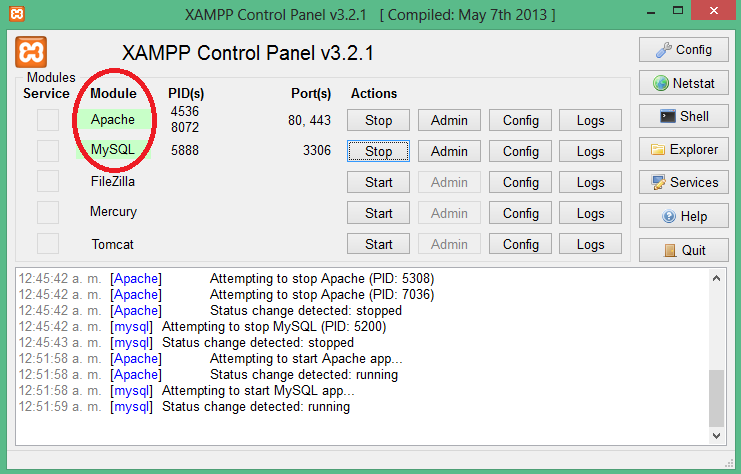 XAMPP Control Panel v3.2.1 [ Compiled: May 7th 2013 ]
XAMPP Control Panel v3.2.1
Config
Modules
Service Module PID(s) Port(s) Actions
Netstat
Apache 4536 8072 80, 443 Stop Admin Config Logs
Shell
MySQL 5888 3306 Stop Admin Config Logs
Explorer
FileZilla Start Admin Config Logs
Services
Mercury Start Admin Config Logs
Help
Tomcat Start Admin Config Logs
Quit
12:45:42 a. m. [Apache] Attempting to stop Apache (PID: 5308)
12:45:42 a. m. [Apache] Attempting to stop Apache (PID: 7036)
12:45:42 a. m. [Apache] Status change detected: stopped
12:45:42 a. m. [mysql] Attempting to stop MySQL (PID: 5200)
12:45:43 a. m. [mysql] Status change detected: stopped
12:51:58 a. m. [Apache] Attempting to start Apache app...
12:51:58 a. m. [Apache] Status change detected: running
12:51:58 a. m. [mysql] Attempting to start MySQL app...
12:51:59 a. m. [mysql] Status change detected: running